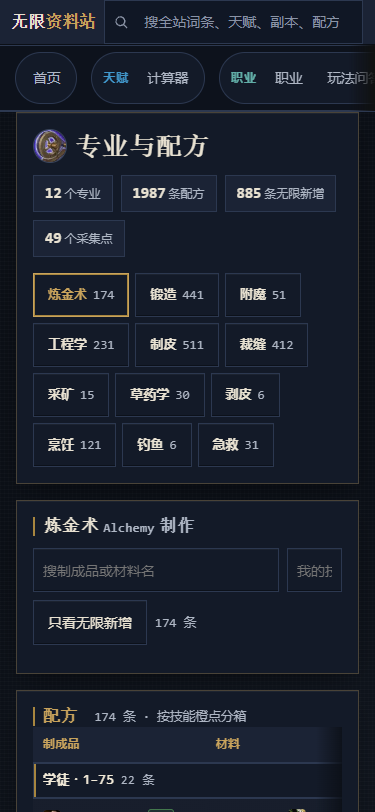 无限资料站 搜全站词条、天赋、副本、配方
首页 天赋 计算器 职业 职业 玩法问
专业与配方
12 个专业 1987 条配方 885 条无限新增
49 个采集点
炼金术 174 锻造 441 附魔 51
工程学 231 制皮 511 裁缝 412
采矿 15 草药学 30 剥皮 6
烹饪 121 钓鱼 6 急救 31
炼金术 Alchemy 制作
搜制成品或材料名 我的技
只看无限新增 174 条
配方 174 条 · 按技能橙点分箱
制成品 材料
学徒 · 1–75 22 条